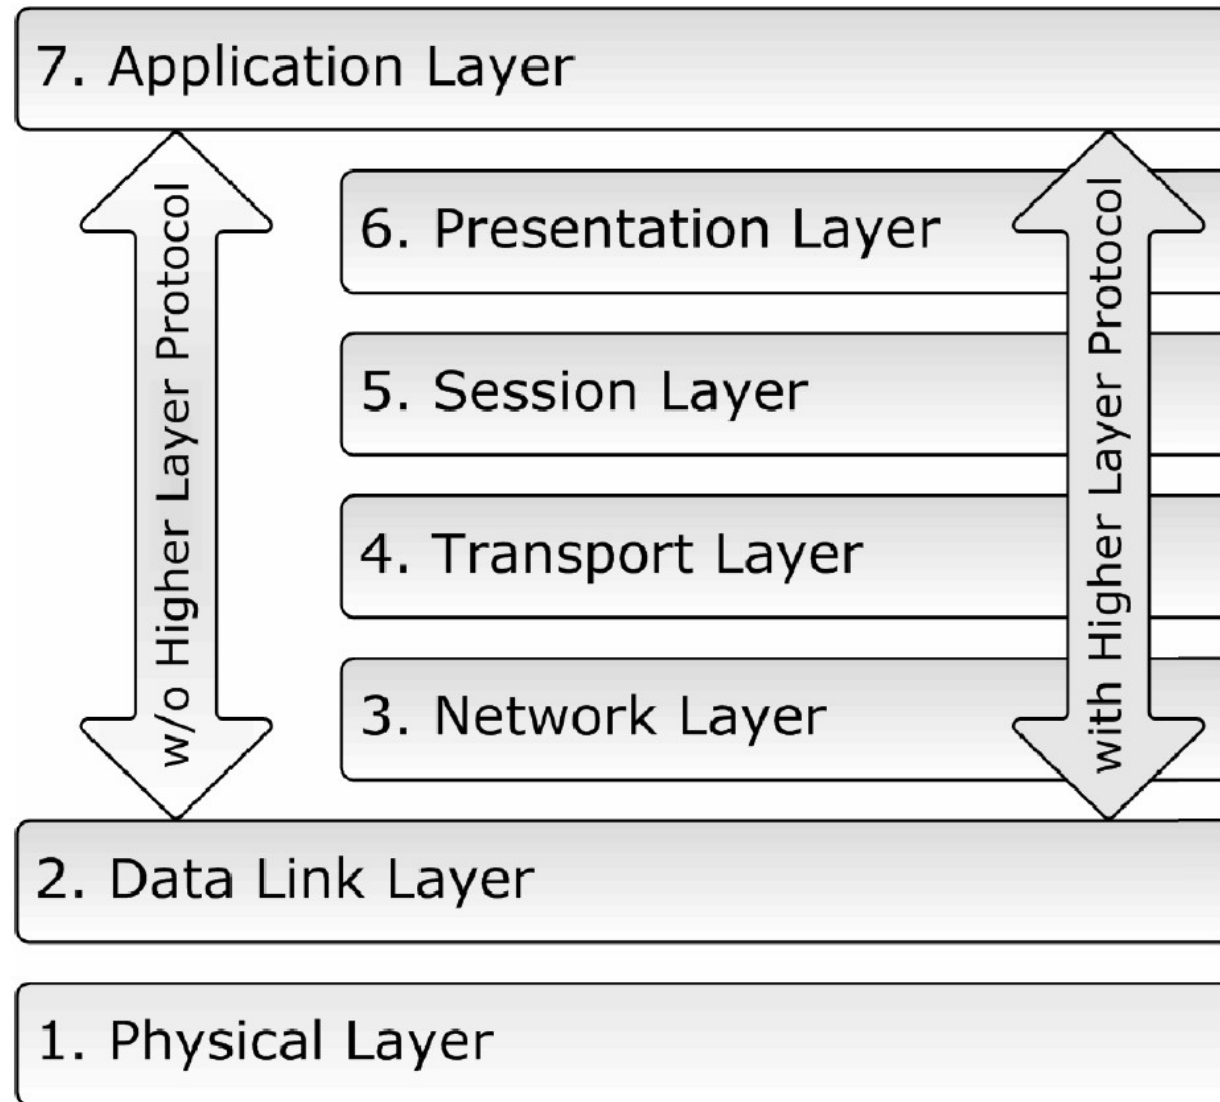 7. Application Layer
w/o Higher Layer Protocol
with Higher Layer Protocol
6. Presentation Layer
5. Session Layer
4. Transport Layer
3. Network Layer
2. Data Link Layer
1. Physical Layer